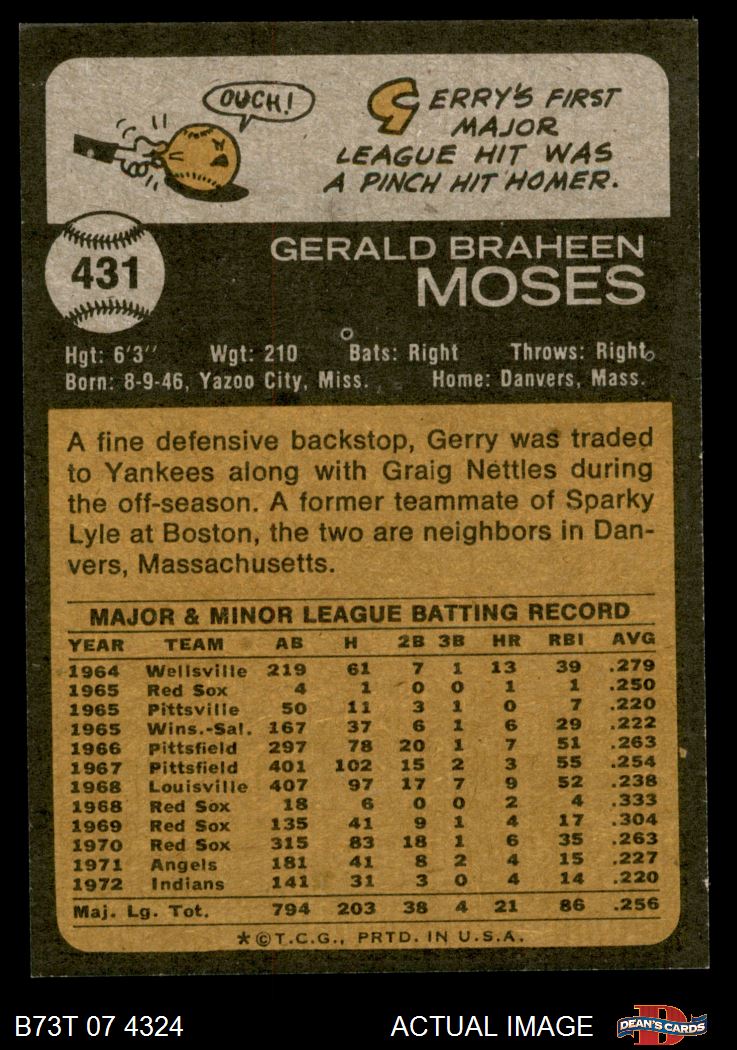 OUCH!
GERRY'S FIRST
MAJOR
LEAGUE HIT WAS
A PINCH HIT HOMER.
431
GERALD BRAHEEN
MOSES
Hgt: 6'3" Wgt: 210 Bats: Right Throws: Right
Born: 8-9-46, Yazoo City, Miss. Home: Danvers, Mass.
A fine defensive backstop, Gerry was traded
to Yankees along with Graig Nettles during
the off-season. A former teammate of Sparky
Lyle at Boston, the two are neighbors in Dan-
vers, Massachusetts.
MAJOR & MINOR LEAGUE BATTING RECORD
YEAR TEAM AB H 2B 3B HR RBI AVG
1964 Wellsville 219 61 7 1 13 39 .279
1965 Red Sox 4 1 0 0 1 1 .250
1965 Pittsville 50 11 3 1 0 7 .220
1965 Wins.-Sal. 167 37 6 1 6 29 .222
1966 Pittsfield 297 78 20 1 7 51 .263
1967 Pittsfield 401 102 15 2 3 55 .254
1968 Louisville 407 97 17 7 9 52 .238
1968 Red Sox 18 6 0 0 2 4 .333
1969 Red Sox 135 41 9 1 4 17 .304
1970 Red Sox 315 83 18 1 6 35 .263
1971 Angels 181 41 8 2 4 15 .227
1972 Indians 141 31 3 0 4 14 .220
Maj. Lg. Tot. 794 203 38 4 21 86 .256
*©T.C.G., PRTD. IN U.S.A.
B73T 07 4324 ACTUAL IMAGE D DEAN'S CARDS